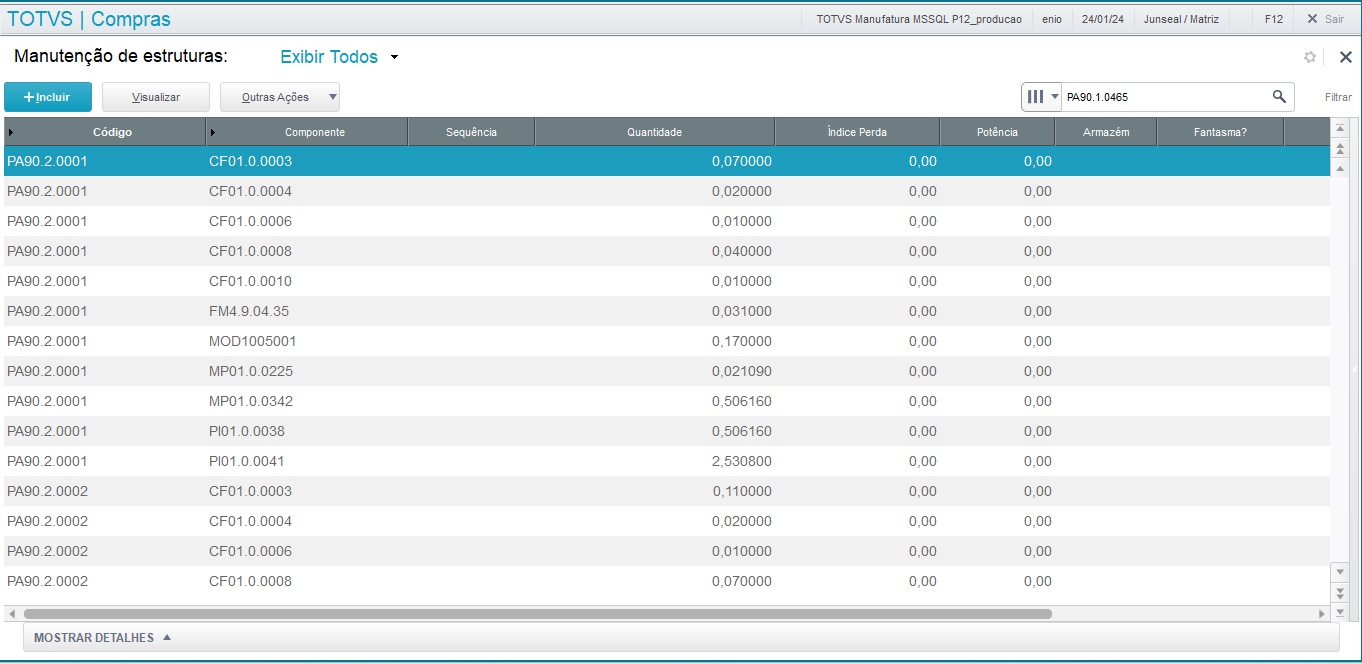 TOTVS | Compras TOTVS Manufatura MSSQL P12_producao enio 24/01/24 Junseal / Matriz F12 Sair
Manutenção de estruturas: Exibir Todos
+Incluir Visualizar Outras Ações PA90.1.0465 Filtrar
Código Componente Sequência Quantidade Índice Perda Potência Armazém Fantasma?
PA90.2.0001 CF01.0.0003 0,070000 0,00 0,00
PA90.2.0001 CF01.0.0004 0,020000 0,00 0,00
PA90.2.0001 CF01.0.0006 0,010000 0,00 0,00
PA90.2.0001 CF01.0.0008 0,040000 0,00 0,00
PA90.2.0001 CF01.0.0010 0,010000 0,00 0,00
PA90.2.0001 FM4.9.04.35 0,031000 0,00 0,00
PA90.2.0001 MOD1005001 0,170000 0,00 0,00
PA90.2.0001 MP01.0.0225 0,021090 0,00 0,00
PA90.2.0001 MP01.0.0342 0,506160 0,00 0,00
PA90.2.0001 PI01.0.0038 0,506160 0,00 0,00
PA90.2.0001 PI01.0.0041 2,530800 0,00 0,00
PA90.2.0002 CF01.0.0003 0,110000 0,00 0,00
PA90.2.0002 CF01.0.0004 0,020000 0,00 0,00
PA90.2.0002 CF01.0.0006 0,010000 0,00 0,00
PA90.2.0002 CF01.0.0008 0,070000 0,00 0,00
MOSTRAR DETALHES